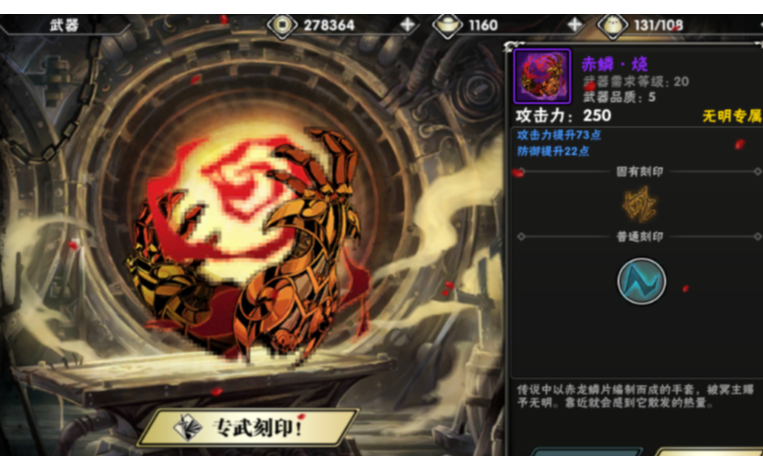 武器
278364
1160
131/108
赤鳞·烧
武器需求等级：20
武器品质：5
攻击力：250
无明专属
攻击力提升73点
防御提升22点
固有刻印
普通刻印
传说中以赤龙鳞片编制而成的手套，被冥主赐
予无明。靠近就会感到它散发的热量。
专武刻印！